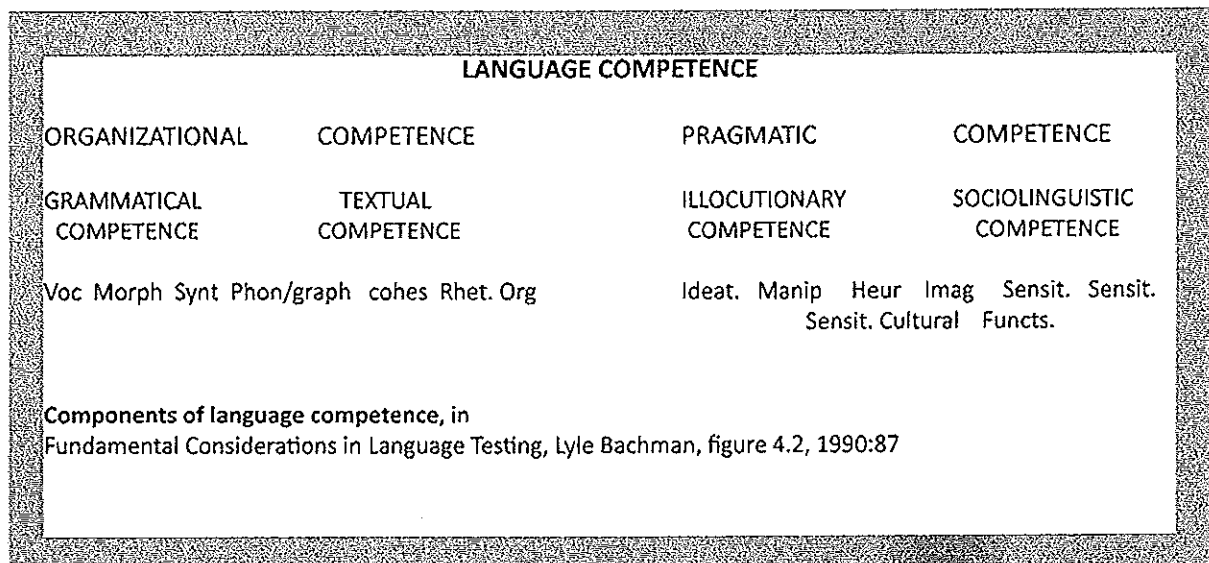 LANGUAGE COMPETENCE
ORGANIZATIONAL COMPETENCE PRAGMATIC COMPETENCE
GRAMMATICAL TEXTUAL ILLOCUTIONARY SOCIOLINGUISTIC
COMPETENCE COMPETENCE COMPETENCE COMPETENCE
Voc Morph Synt Phon/graph cohes Rhet. Org Ideat. Manip Heur Imag Sensit. Sensit.
Sensit. Cultural Functs.
Components of language competence, in
Fundamental Considerations in Language Testing, Lyle Bachman, figure 4.2, 1990:87